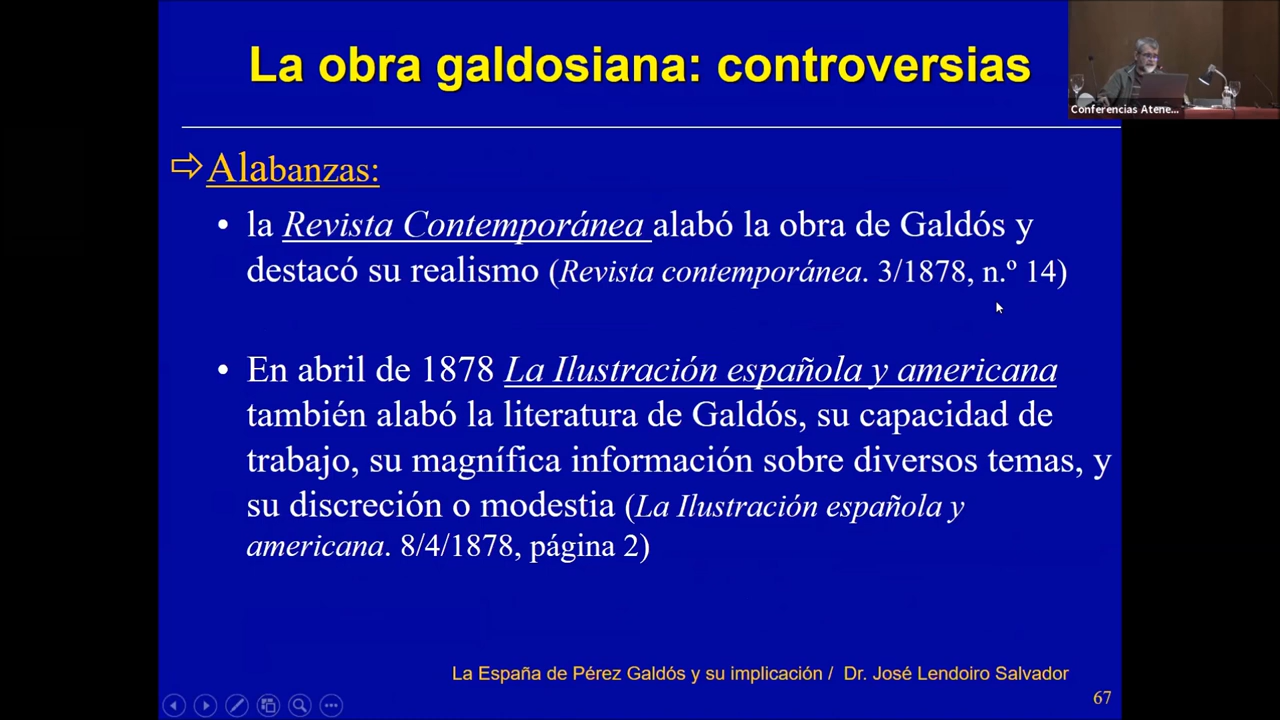 La obra galdosiana: controversias
Conferencias Atene...
Alabanzas:
• la Revista Contemporánea alabó la obra de Galdós y
destacó su realismo (Revista contemporánea. 3/1878, n.º 14)
• En abril de 1878 La Ilustración española y americana
también alabó la literatura de Galdós, su capacidad de
trabajo, su magnífica información sobre diversos temas, y
su discreción o modestia (La Ilustración española y
americana. 8/4/1878, página 2)
La España de Pérez Galdós y su implicación / Dr. José Lendoiro Salvador
67